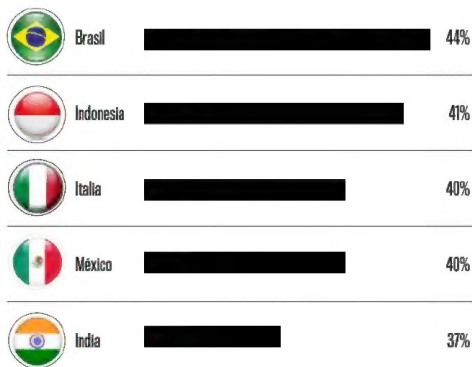 Brasil 44%
Indonesia 41%
Italia 40%
México 40%
India 37%